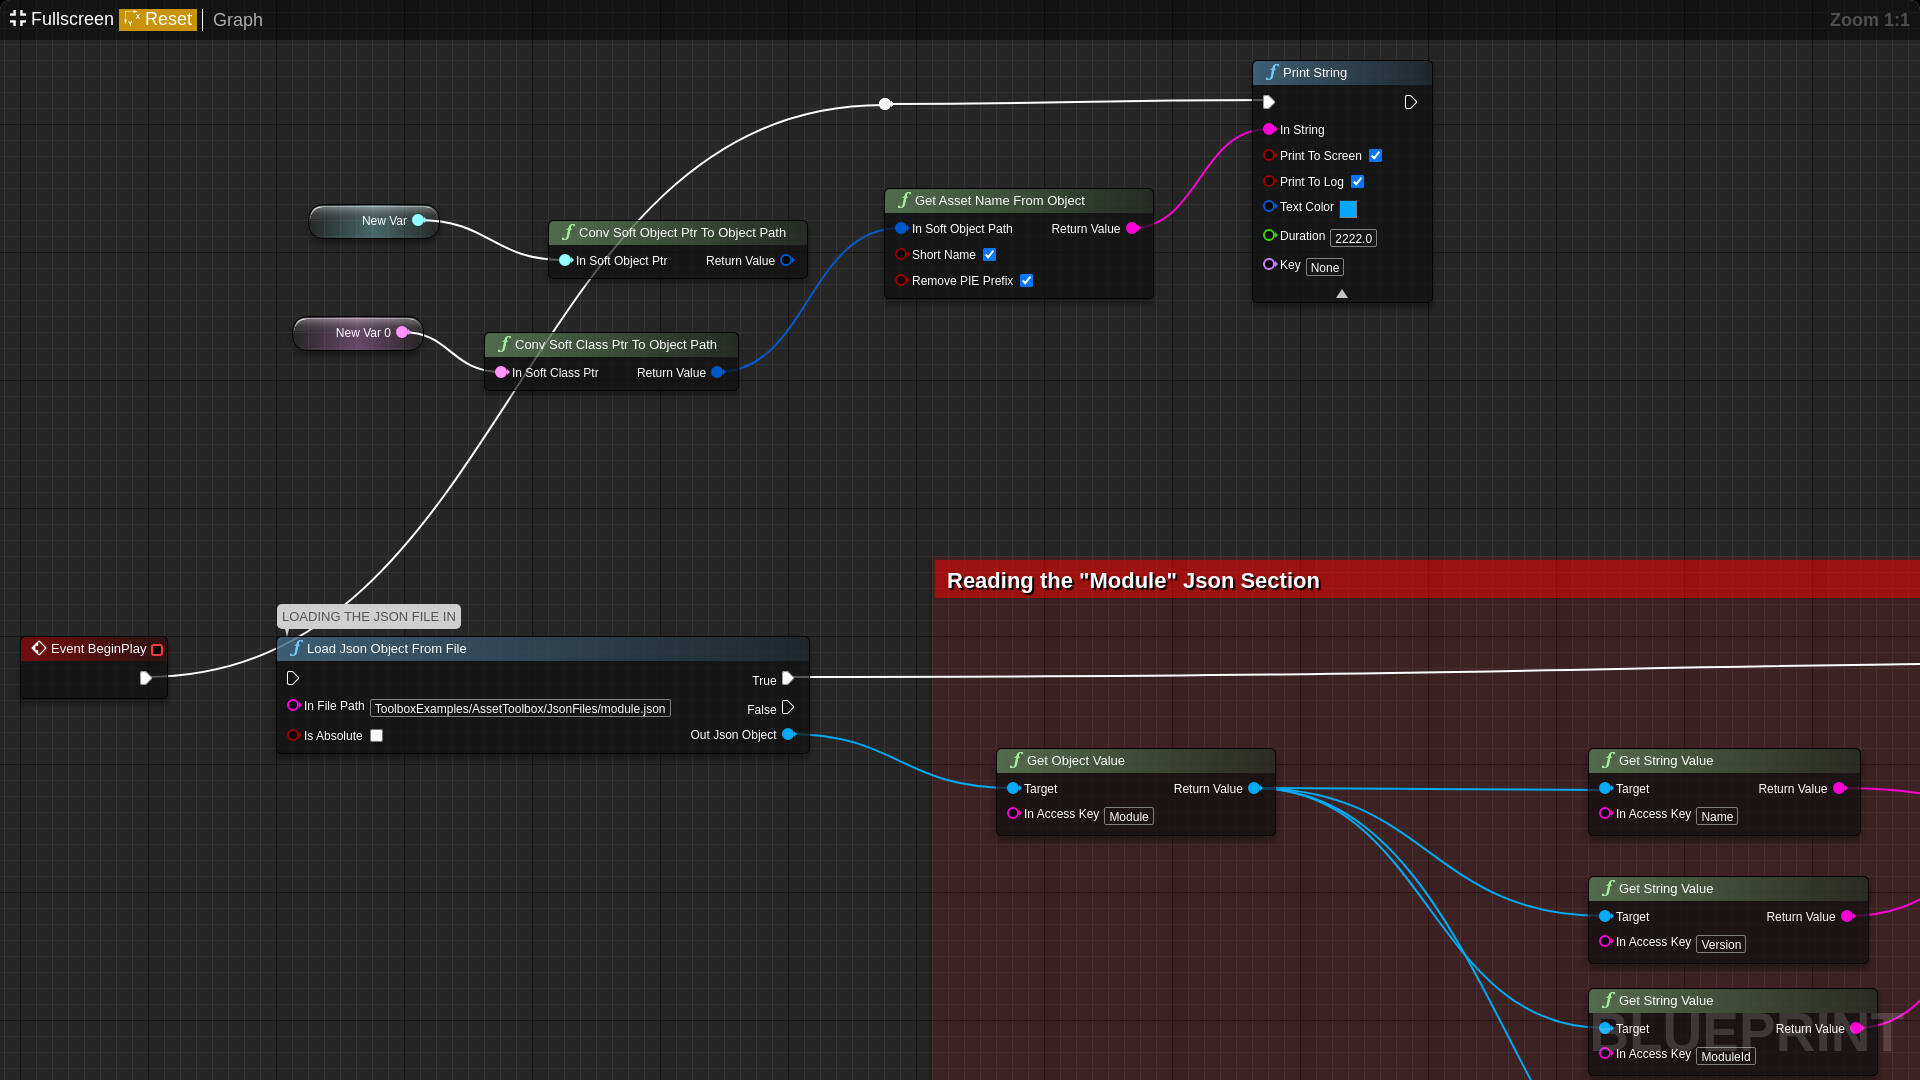 Fullscreen Reset Graph Zoom 1:1
Print String
In String
Print To Screen
Print To Log
Text Color
Duration 2222.0
Key None
New Var
Conv Soft Object Ptr To Object Path
In Soft Object Ptr Return Value
Get Asset Name From Object
In Soft Object Path Return Value
Short Name
Remove PIE Prefix
New Var 0
Conv Soft Class Ptr To Object Path
In Soft Class Ptr Return Value
Reading the "Module" Json Section
LOADING THE JSON FILE IN
Event BeginPlay
Load Json Object From File
True
In File Path ToolboxExamples/AssetToolbox/JsonFiles/module.json
False
Is Absolute
Out Json Object
Get Object Value
Target Return Value
In Access Key Module
Get String Value
Target Return Value
In Access Key Name
Get String Value
Target Return Value
In Access Key Version
Get String Value
Target Return Value
In Access Key ModuleId
BLUEPRINT